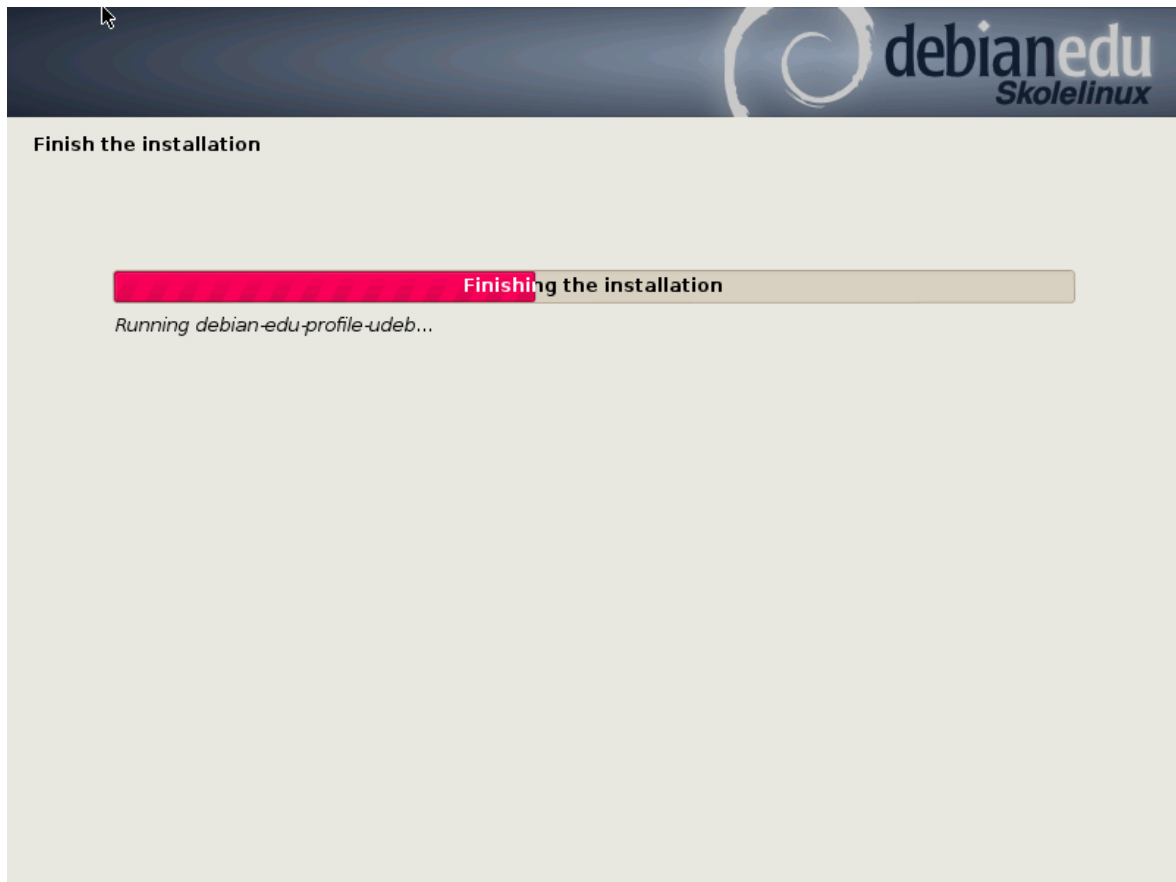 debianedu
Skolelinux
Finish the installation
Finishing the installation
Running debian-edu-profile-udeb...